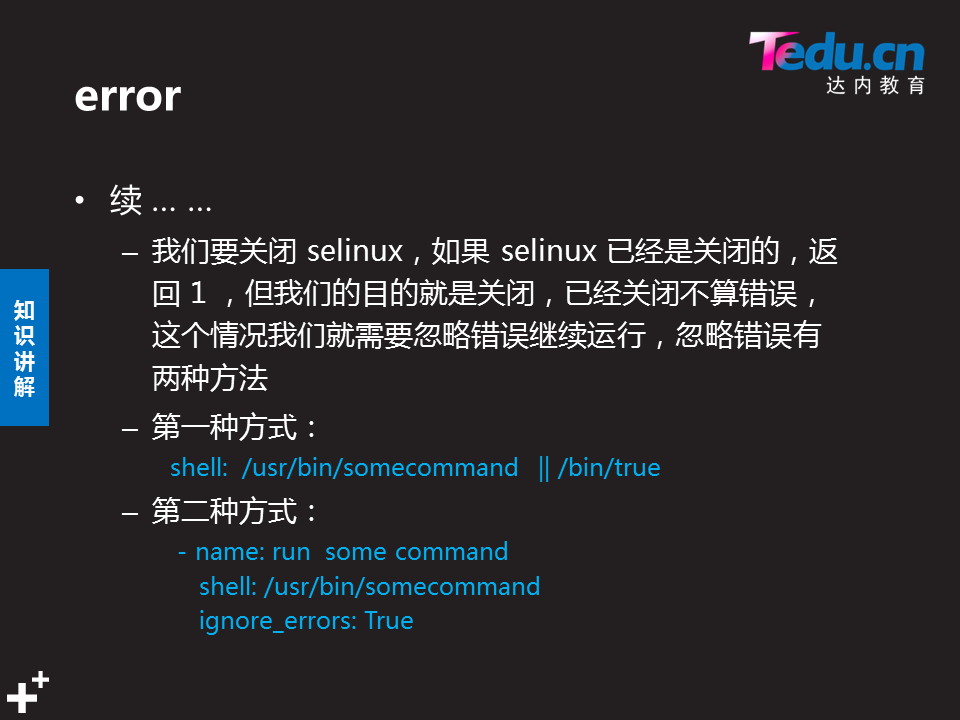 Tedu.cn
达内教育
error
• 续 … …
– 我们要关闭 selinux，如果 selinux 已经是关闭的，返
回 1 ，但我们的目的就是关闭，已经关闭不算错误，
这个情况我们就需要忽略错误继续运行，忽略错误有
两种方法
– 第一种方式：
shell: /usr/bin/somecommand || /bin/true
– 第二种方式：
- name: run some command
shell: /usr/bin/somecommand
ignore_errors: True
知
识
讲
解